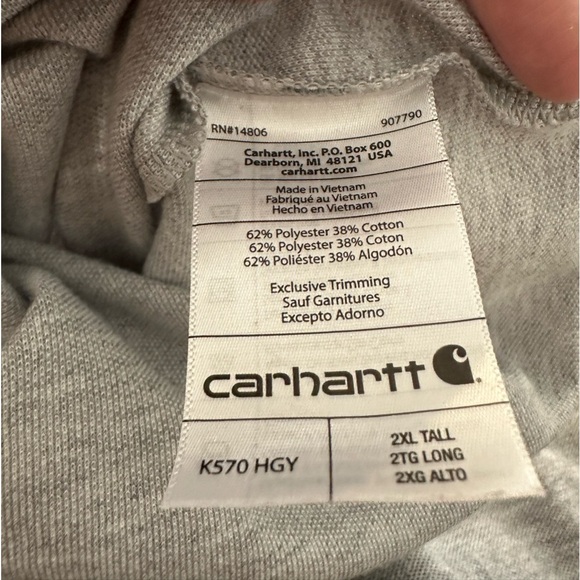 RN#14806 907790
Carhartt, Inc. P.O. Box 600
Dearborn, MI 48121 USA
carhartt.com
Made in Vietnam
Fabriqué au Vietnam
Hecho en Vietnam
62% Polyester 38% Cotton
62% Polyester 38% Coton
62% Poliéster 38% Algodón
Exclusive Trimming
Sauf Garnitures
Excepto Adorno
carhartt
K570 HGY
2XL TALL
2TG LONG
2XG ALTO